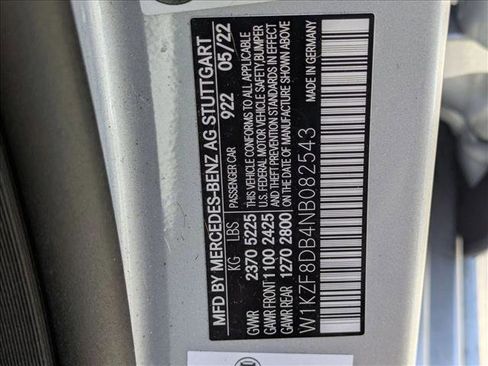 MFD BY MERCEDES-BENZ AG STUTTGART
PASSENGER CAR 922 05/22
KG LBS
GVWR 2370 5225
GAWR FRONT 1100 2425
GAWR REAR 1270 2800
THIS VEHICLE CONFORMS TO ALL APPLICABLE
U.S. FEDERAL MOTOR VEHICLE SAFETY, BUMPER
AND THEFT PREVENTION STANDARDS IN EFFECT
ON THE DATE OF MANUFACTURE SHOWN ABOVE
W1KZF8DB4NB082543 MADE IN GERMANY